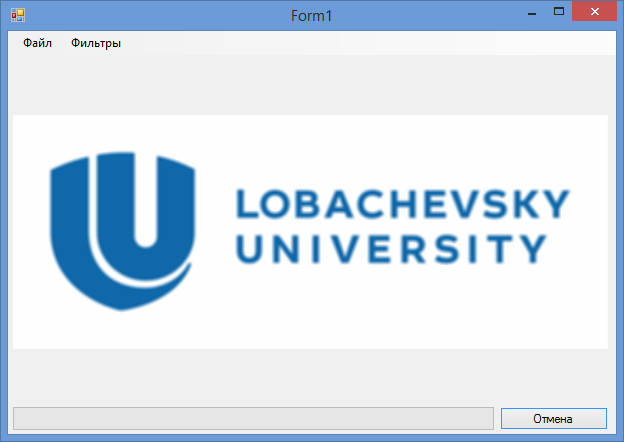 Form1
Файл Фильтры
LOBACHEVSKY
UNIVERSITY
Отмена